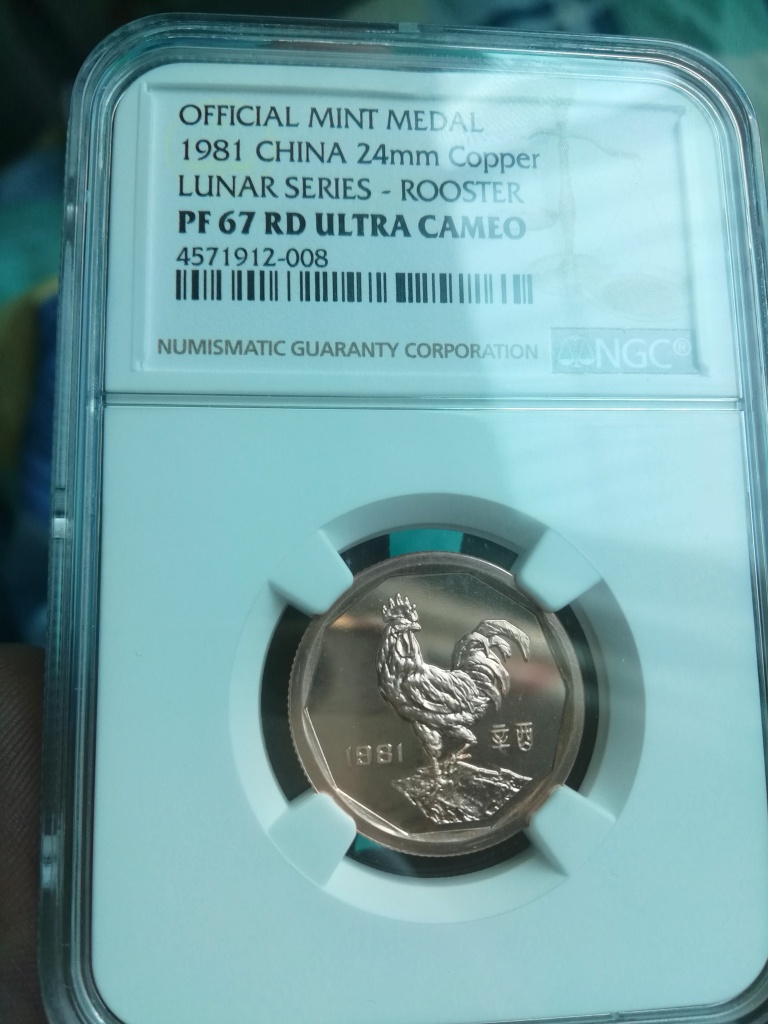 OFFICIAL MINT MEDAL
1981 CHINA 24mm Copper
LUNAR SERIES - ROOSTER
PF 67 RD ULTRA CAMEO
4571912-008
NUMISMATIC GUARANTY CORPORATION NGC®
1981 辛酉